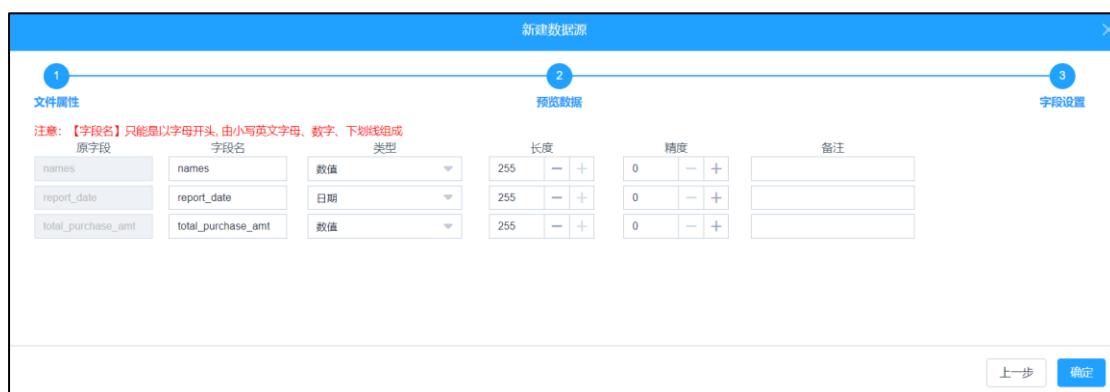 新建数据源
1 2 3
文件属性 预览数据 字段设置
注意：【字段名】只能是以字母开头,由小写英文字母、数字、下划线组成
原字段 字段名 类型 长度 精度 备注
names names 数值 255 0
report_date report_date 日期 255 0
total_purchase_amt total_purchase_amt 数值 255 0
上一步 确定